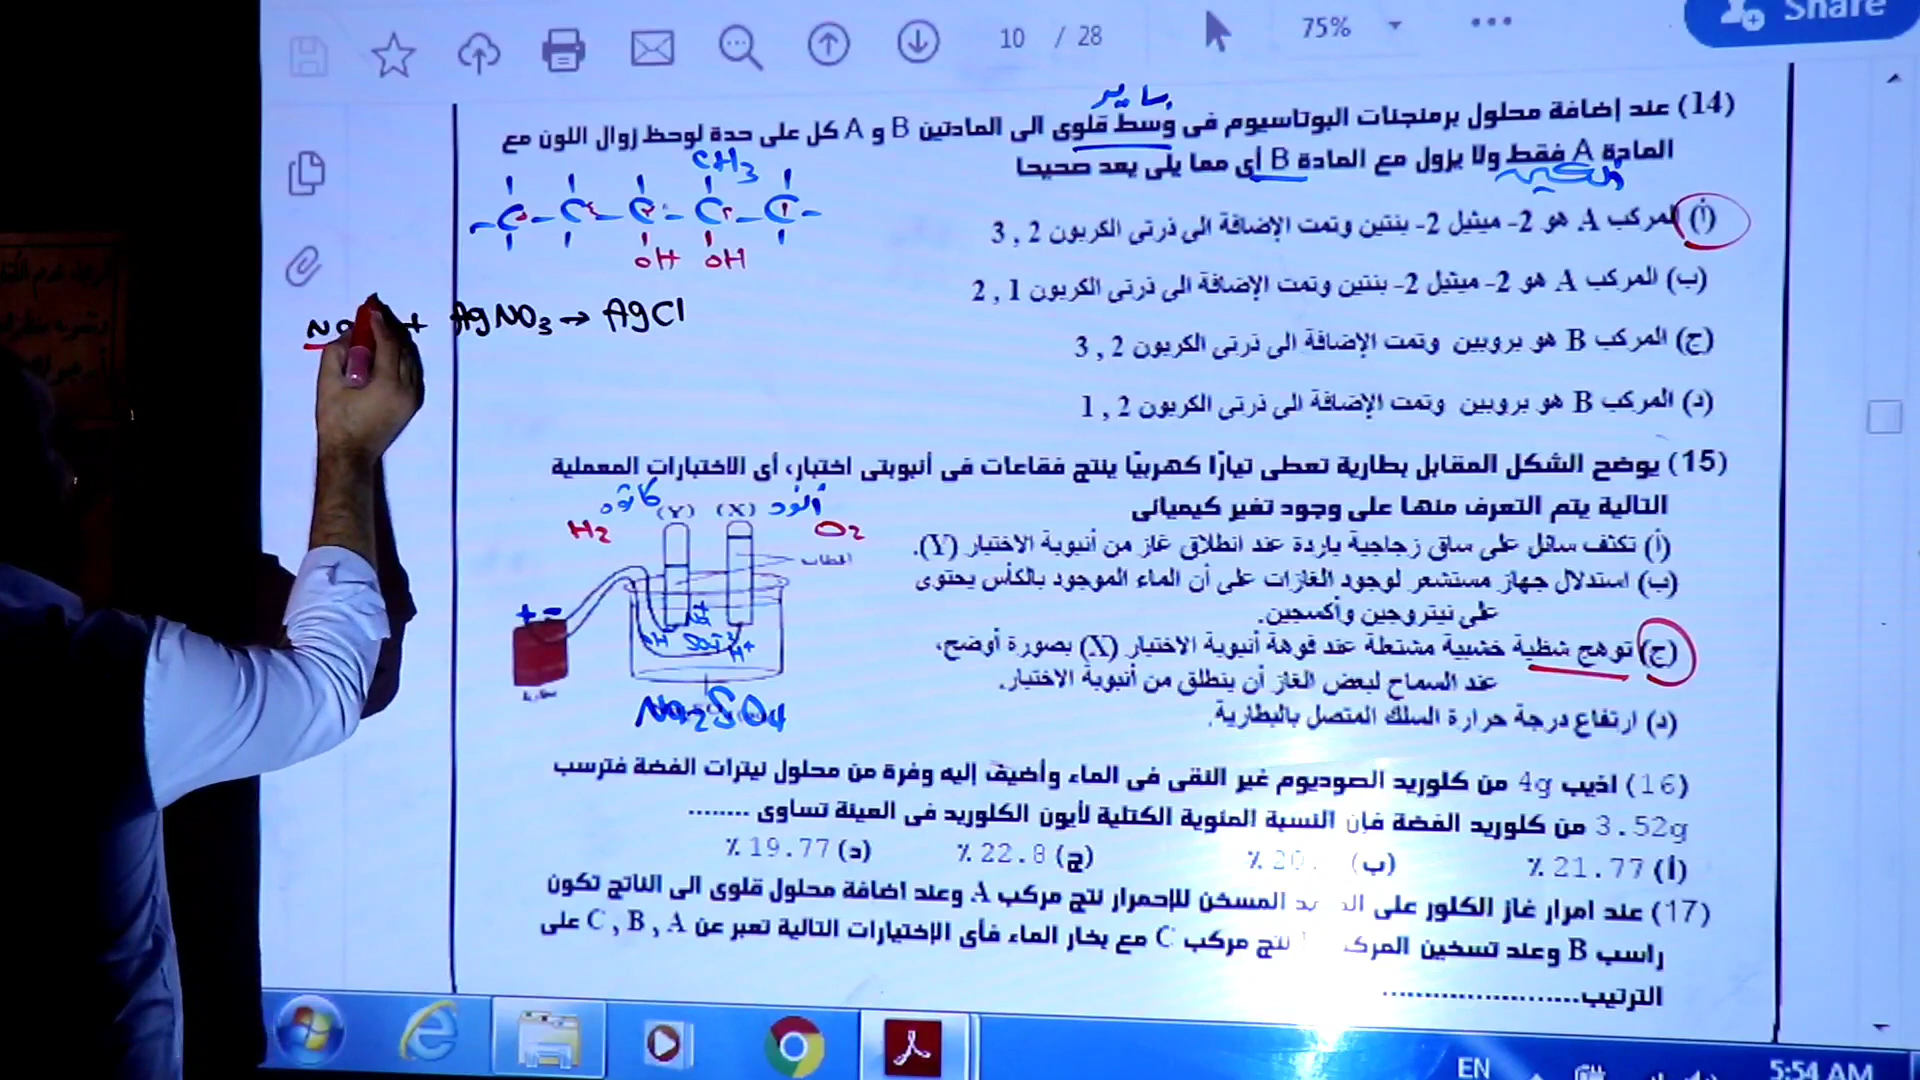 10 / 28
75%
Share
باير
(14) عند إضافة محلول برمنجنات البوتاسيوم فى وسط قلوى الى المادتين A و B كل على حدة لوحظ زوال اللون مع
المادة A فقط ولا يزول مع المادة B أى مما يلى يعد صحيحا
CH3
C C C C C
OH OH
(أ) المركب A هو 2- ميثيل 2- بنتين وتمت الإضافة الى ذرتى الكربون 2 , 3
(ب) المركب A هو 2- ميثيل 2- بنتين وتمت الإضافة الى ذرتى الكربون 1 , 2
+ AgNO3 → AgCl
(ج) المركب B هو بروبين وتمت الإضافة الى ذرتى الكربون 2 , 3
(د) المركب B هو بروبين وتمت الإضافة الى ذرتى الكربون 2 , 1
(15) يوضح الشكل المقابل بطارية تعطى تيارًا كهربيًا ينتج فقاعات فى أنبوبتى اختبار، أى الاختبارات المعملية
التالية يتم التعرف منها على وجود تغير كيميائى
كاثود
أنود
(Y) (X)
H2
O2
+ -
Na2SO4
(أ) تكثف سائل على ساق زجاجية باردة عند انطلاق غاز من أنبوبة الاختبار (Y).
(ب) استدلال جهاز مستشعر لوجود الغازات على أن الماء الموجود بالكأس يحتوى
على نيتروجين وأكسجين.
(ج) توهج شظية خشبية مشتعلة عند فوهة أنبوبة الاختبار (X) بصورة أوضح،
عند السماح لبعض الغاز أن ينطلق من أنبوبة الاختبار.
(د) ارتفاع درجة حرارة السلك المتصل بالبطارية.
(16) اذيب 4g من كلوريد الصوديوم غير النقى فى الماء وأضيف إليه وفرة من محلول نيترات الفضة فترسب
3.52g من كلوريد الفضة فإن النسبة المئوية الكتلية لأيون الكلوريد فى العينة تساوى ........
(أ) 21.77 ٪ (ب) 20. ٪ (ج) 22.8 ٪ (د) 19.77 ٪
(17) عند امرار غاز الكلور على المسخن للإحمرار نتج مركب A وعند اضافة محلول قلوى الى الناتج تكون
راسب B وعند تسخين نتج مركب C مع بخار الماء فأى الإختيارات التالية تعبر عن C , B , A على
الترتيب........................
EN
5:54 AM